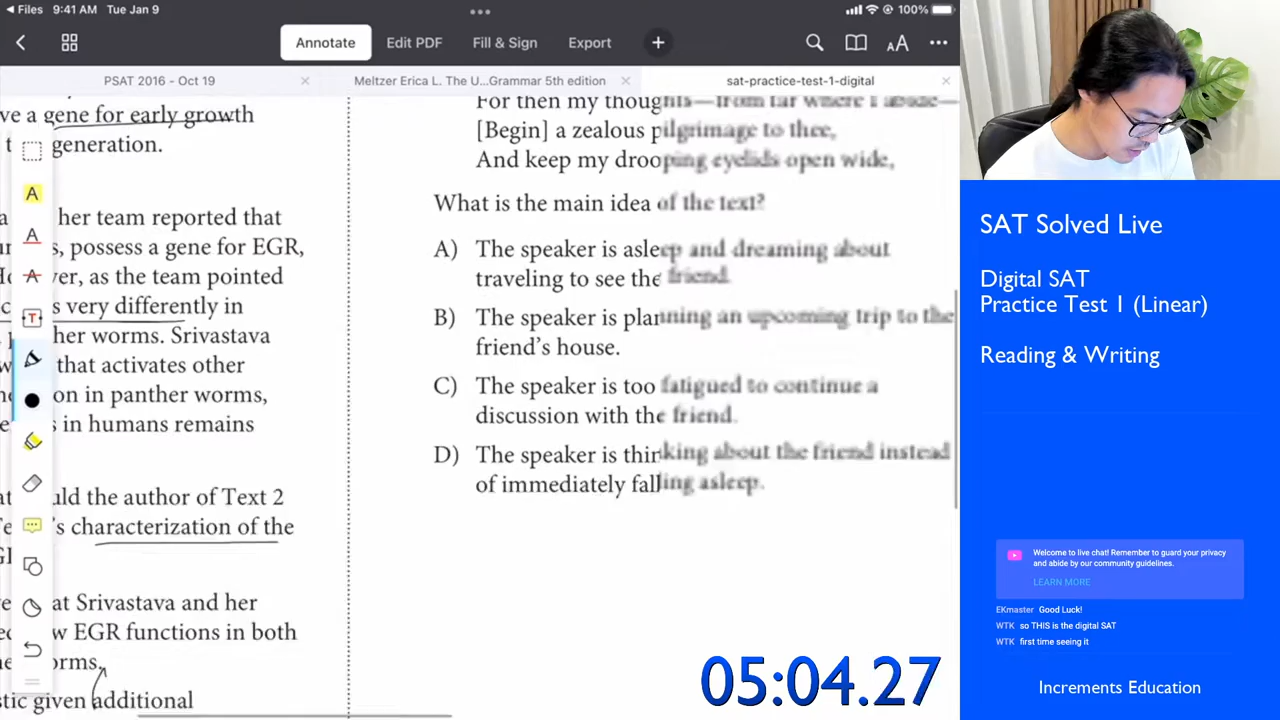 Files 9:41 AM Tue Jan 9 100%
Annotate Edit PDF Fill & Sign Export
PSAT 2016 - Oct 19
Meltzer Erica L. The U...Grammar 5th edition
sat-practice-test-1-digital
ve a gene for early growth
generation.
her team reported that
s, possess a gene for EGR,
ver, as the team pointed
s very differently in
her worms. Srivastava
that activates other
on in panther worms,
s in humans remains
uld the author of Text 2
's characterization of the
at Srivastava and her
w EGR functions in both
orms.
stic given additional
For then my thoughts—from far where I abide—
[Begin] a zealous pilgrimage to thee,
And keep my drooping eyelids open wide,
What is the main idea of the text?
A) The speaker is asleep and dreaming about
traveling to see the friend.
B) The speaker is planning an upcoming trip to the
friend's house.
C) The speaker is too fatigued to continue a
discussion with the friend.
D) The speaker is thinking about the friend instead
of immediately falling asleep.
05:04.27
SAT Solved Live
Digital SAT
Practice Test 1 (Linear)
Reading & Writing
Welcome to live chat! Remember to guard your privacy
and abide by our community guidelines.
LEARN MORE
EKmaster Good Luck!
WTK so THIS is the digital SAT
WTK first time seeing it
Increments Education